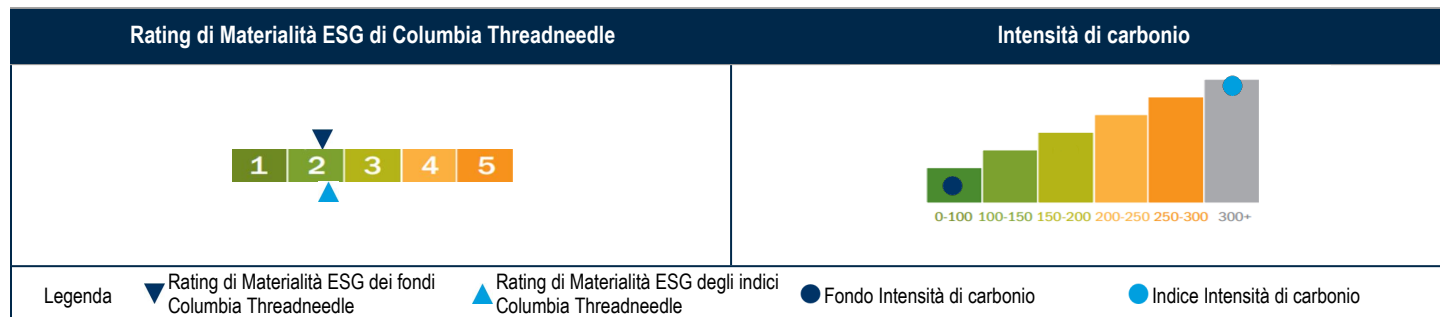 Rating di Materialità ESG di Columbia Threadneedle
Intensità di carbonio
1 2 3 4 5
0-100 100-150 150-200 200-250 250-300 300+
Legenda
Rating di Materialità ESG dei fondi
Columbia Threadneedle
Rating di Materialità ESG degli indici
Columbia Threadneedle
Fondo Intensità di carbonio
Indice Intensità di carbonio